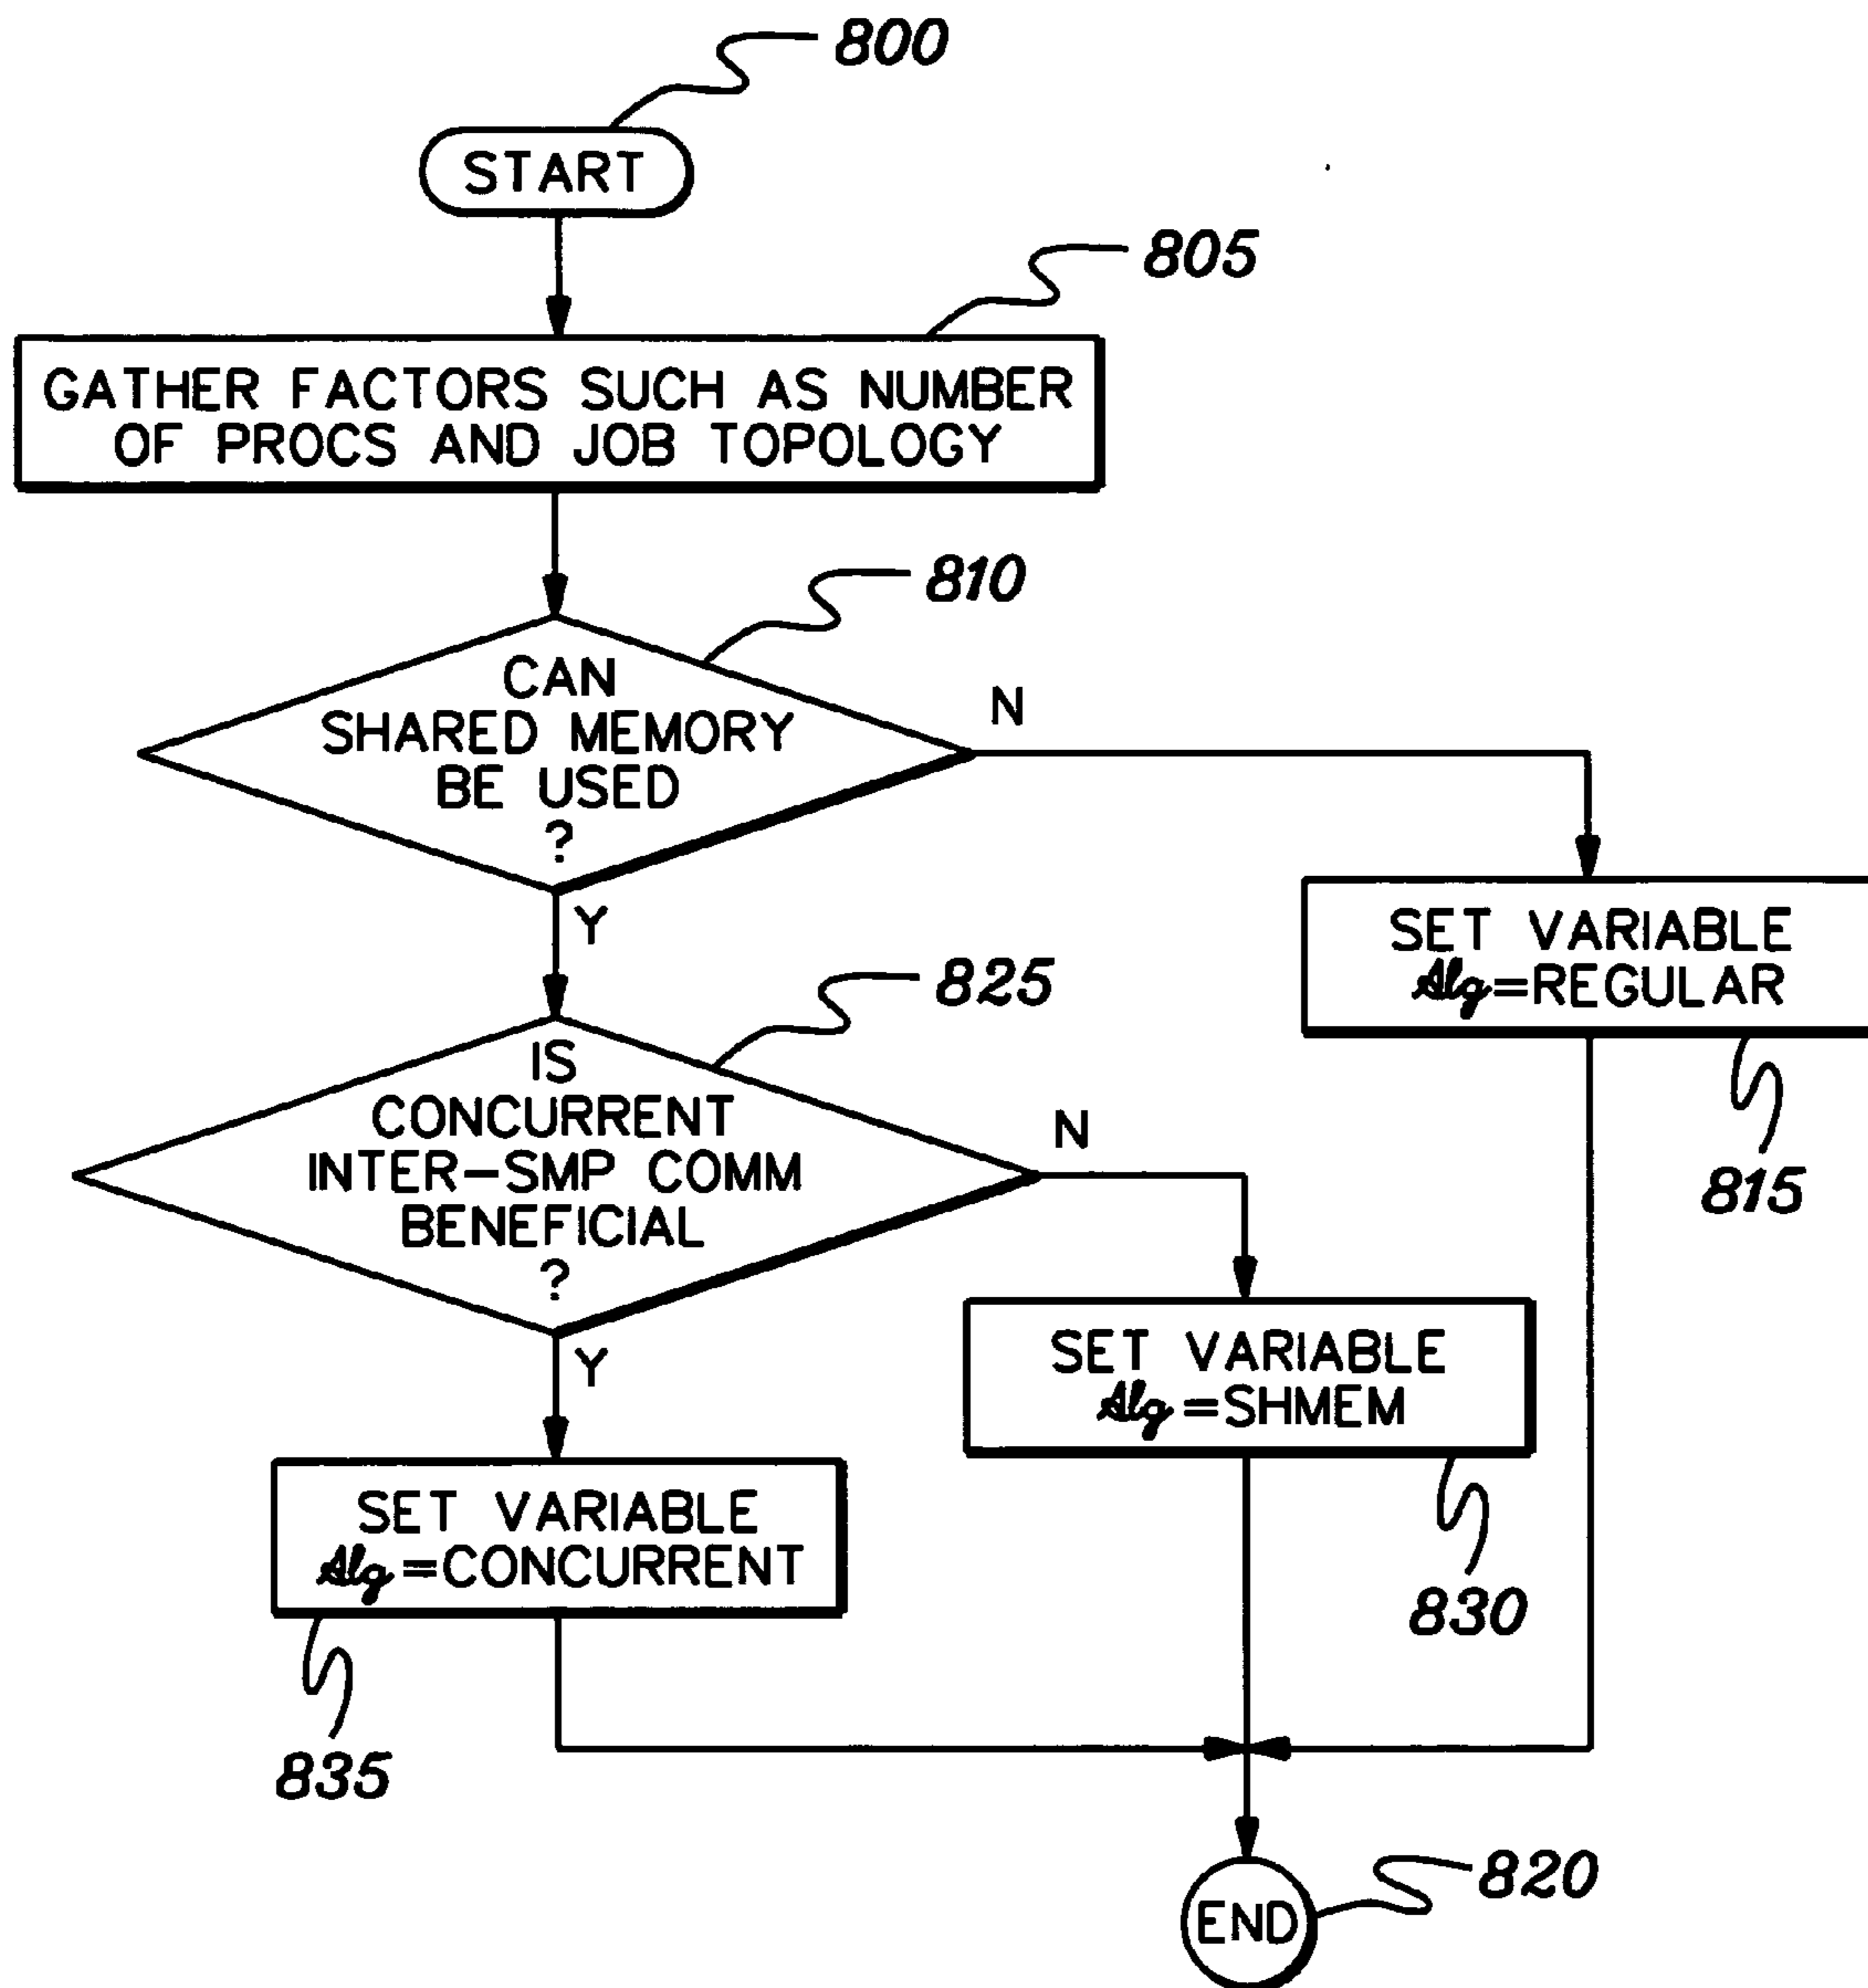 800
START
805
GATHER FACTORS SUCH AS NUMBER
OF PROCS AND JOB TOPOLOGY
810
CAN
SHARED MEMORY
BE USED
?
N
Y
SET VARIABLE
Alg=REGULAR
815
825
IS
CONCURRENT
INTER-SMP COMM
BENEFICIAL
?
N
Y
SET VARIABLE
Alg=SHMEM
830
SET VARIABLE
Alg=CONCURRENT
835
END
820